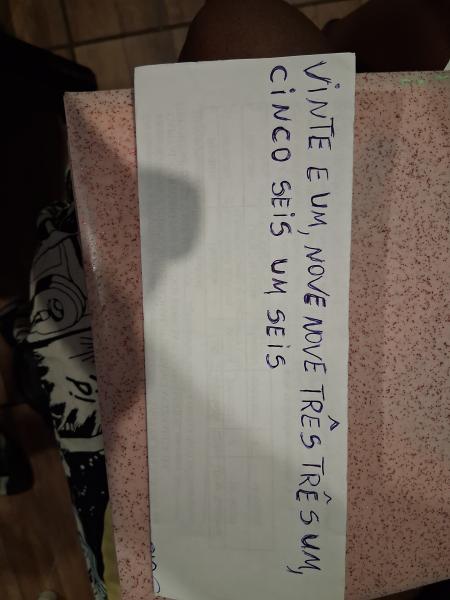 VINTE E UM, NOVE NOVE TRÊS TRÊS UM,
CINCO SEIS UM SEIS